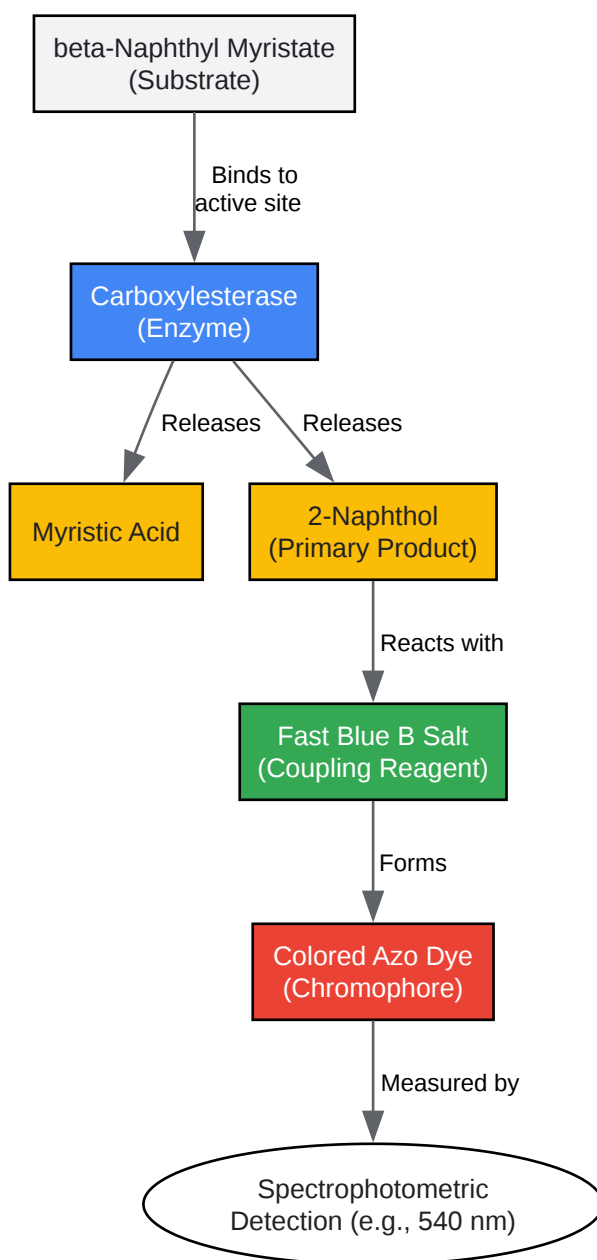 beta-Naphthyl Myristate
(Substrate)
Binds to
active site
Carboxylesterase
(Enzyme)
Releases
Releases
Myristic Acid
2-Naphthol
(Primary Product)
Reacts with
Fast Blue B Salt
(Coupling Reagent)
Forms
Colored Azo Dye
(Chromophore)
Measured by
Spectrophotometric
Detection (e.g., 540 nm)